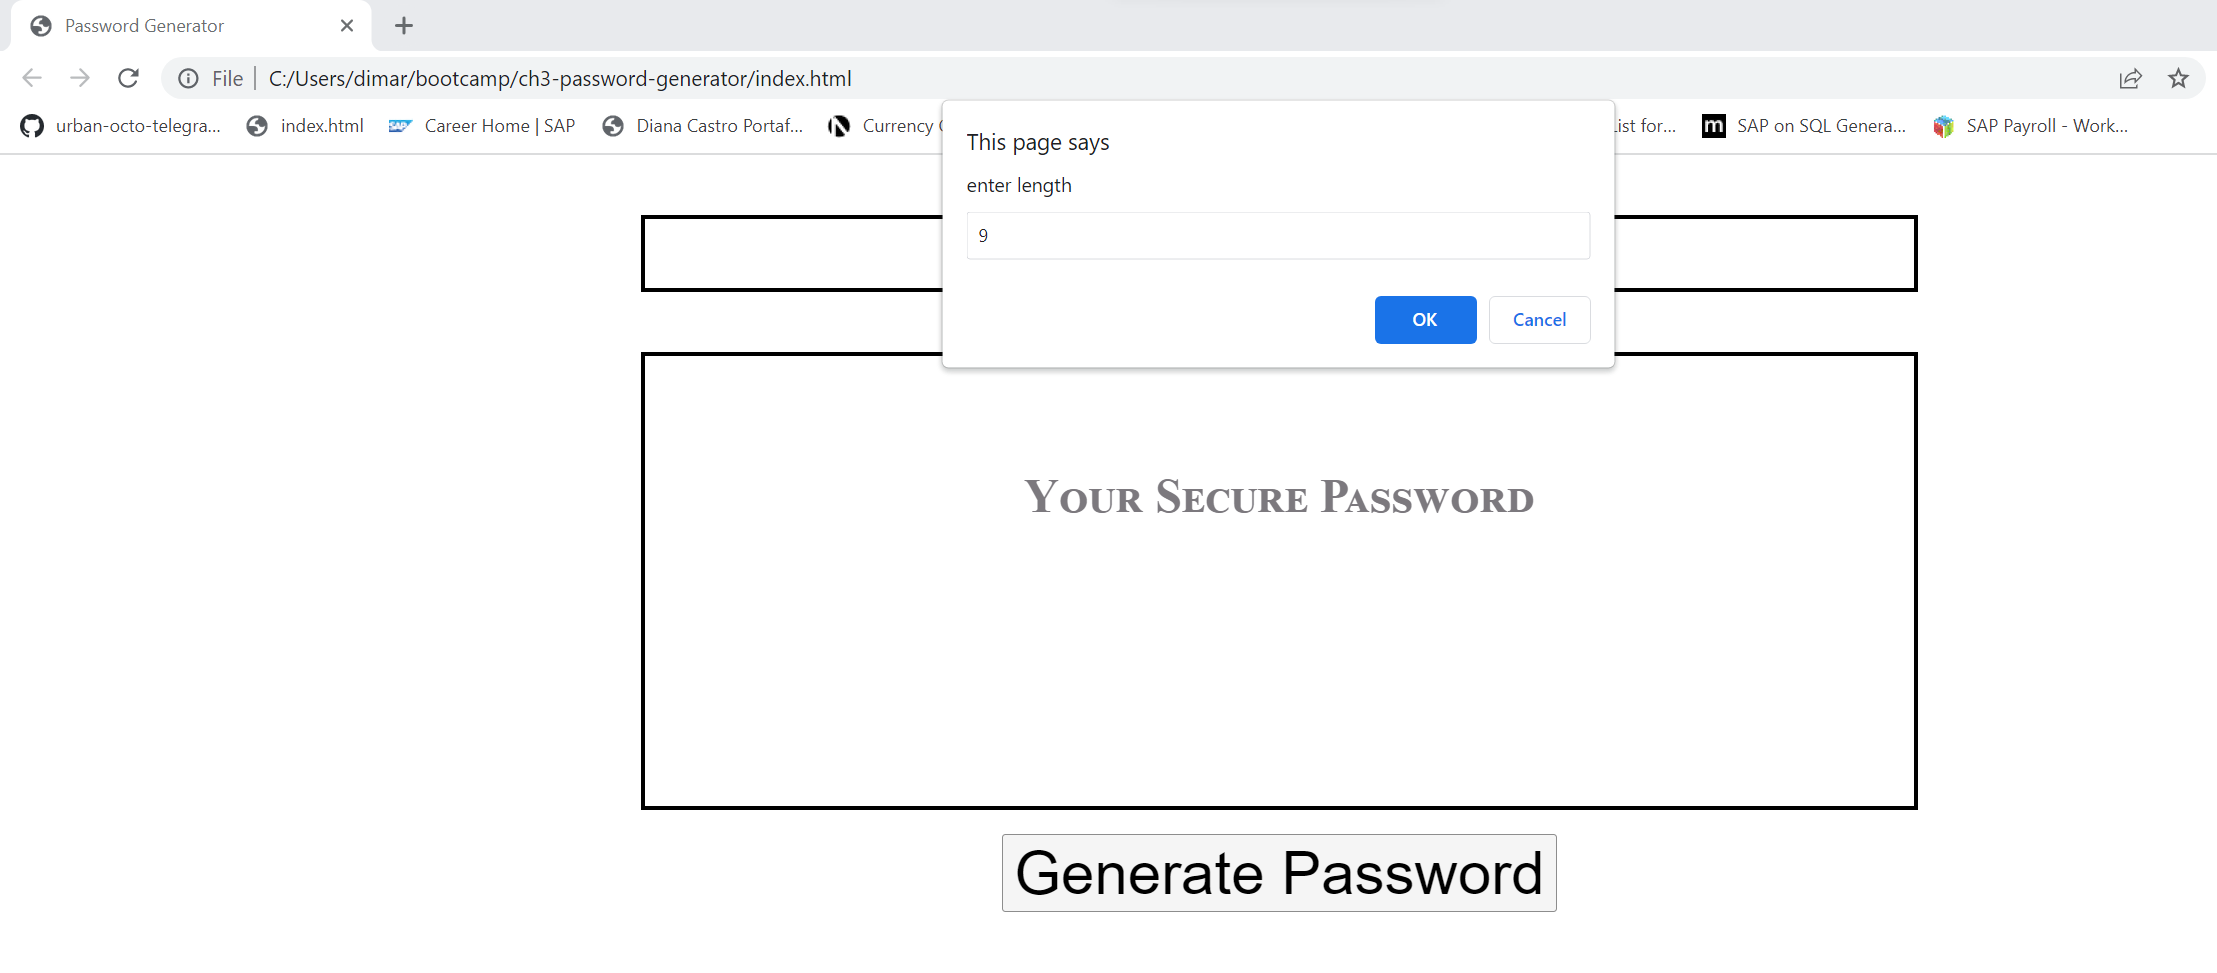 Password Generator
File | C:/Users/dimar/bootcamp/ch3-password-generator/index.html
urban-octo-telegra... index.html SAP Career Home | SAP Diana Castro Portaf... Currency ist for... m SAP on SQL Genera... SAP Payroll - Work...
This page says
enter length
9
OK Cancel
Your Secure Password
Generate Password